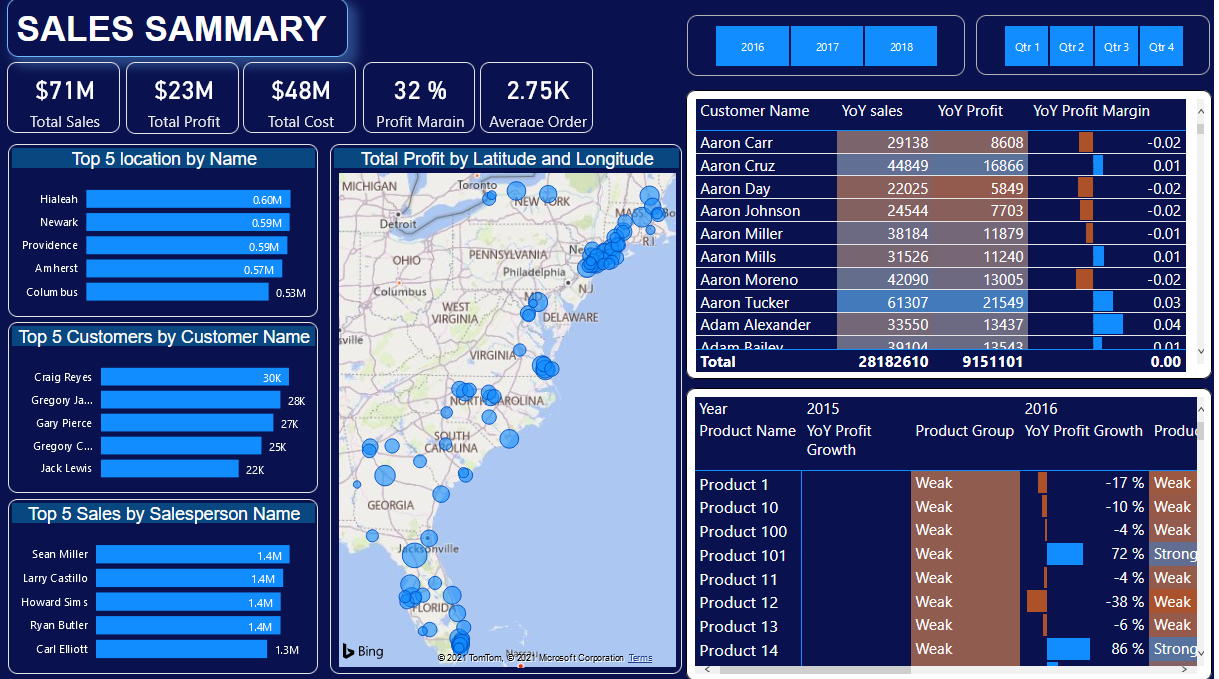 SALES SAMMARY
2016 2017 2018
Qtr 1 Qtr 2 Qtr 3 Qtr 4
$71M
Total Sales
$23M
Total Profit
$48M
Total Cost
32 %
Profit Margin
2.75K
Average Order
Top 5 location by Name
Hialeah 0.60M
Newark 0.59M
Providence 0.59M
Amherst 0.57M
Columbus 0.53M
Top 5 Customers by Customer Name
Craig Reyes 30K
Gregory Ja... 28K
Gary Pierce 27K
Gregory C... 25K
Jack Lewis 22K
Top 5 Sales by Salesperson Name
Sean Miller 1.4M
Larry Castillo 1.4M
Howard Sims 1.4M
Ryan Butler 1.4M
Carl Elliott 1.3M
Total Profit by Latitude and Longitude
MICHIGAN
Toronto
NEW YORK
Detroit
R I
OHIO
PENNSYLVANIA
Philadelphia
N J
Columbus
WEST
VIRGINIA
DELAWARE
VIRGINIA
NORTH CAROLINA
SOUTH
CAROLINA
GEORGIA
Jacksonville
FLORIDA
Bing
© 2021 TomTom, © 2021 Microsoft Corporation Terms
Customer Name YoY sales YoY Profit YoY Profit Margin
Aaron Carr 29138 8608 -0.02
Aaron Cruz 44849 16866 0.01
Aaron Day 22025 5849 -0.02
Aaron Johnson 24544 7703 -0.02
Aaron Miller 38184 11879 -0.01
Aaron Mills 31526 11240 0.01
Aaron Moreno 42090 13005 -0.02
Aaron Tucker 61307 21549 0.03
Adam Alexander 33550 13437 0.04
Adam Bailey 39104 13543 0.01
Total 28182610 9151101 0.00
Year 2015 2016
Product Name YoY Profit Growth Product Group YoY Profit Growth Produc
Product 1 Weak -17 % Weak
Product 10 Weak -10 % Weak
Product 100 Weak -4 % Weak
Product 101 Weak 72 % Strong
Product 11 Weak -4 % Weak
Product 12 Weak -38 % Weak
Product 13 Weak -6 % Weak
Product 14 Weak 86 % Strong